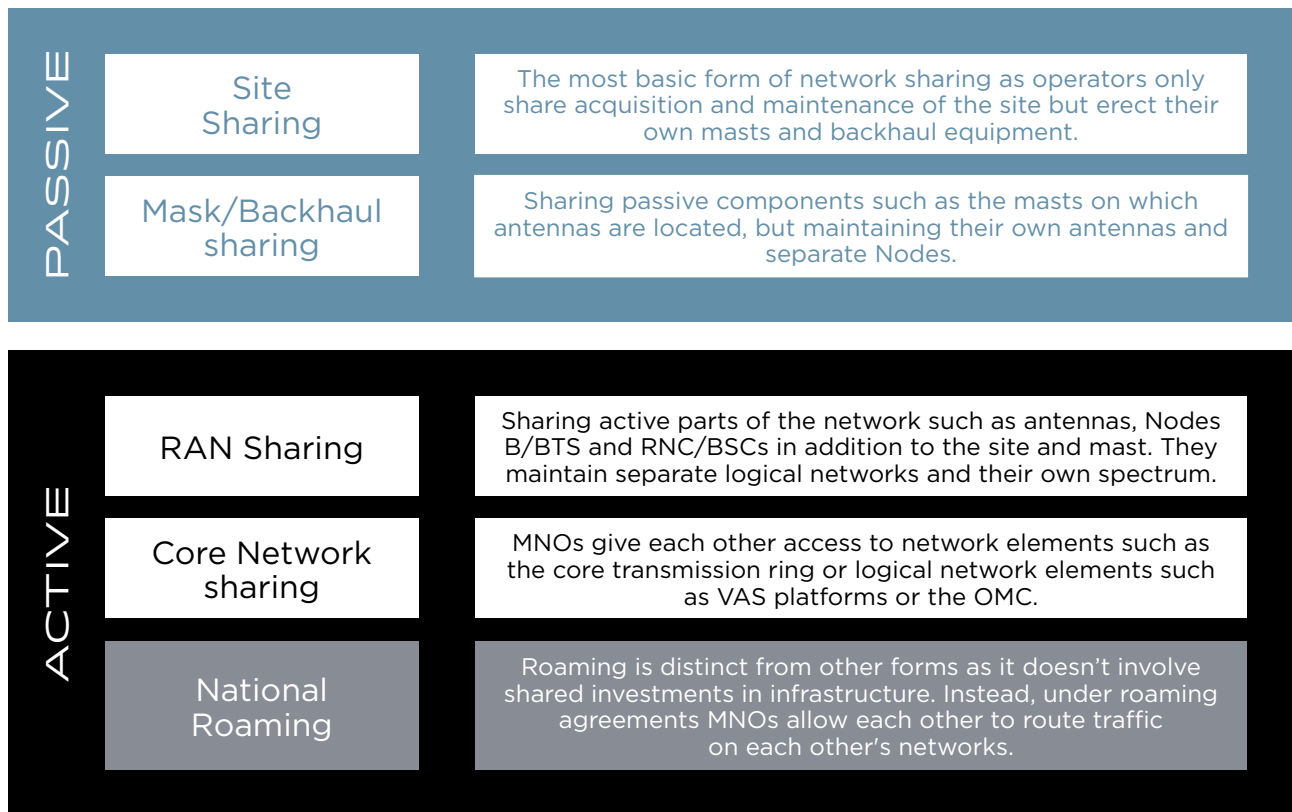 PASSIVE
Site
Sharing
The most basic form of network sharing as operators only
share acquisition and maintenance of the site but erect their
own masts and backhaul equipment.
Mask/Backhaul
sharing
Sharing passive components such as the masts on which
antennas are located, but maintaining their own antennas and
separate Nodes.
ACTIVE
RAN Sharing
Sharing active parts of the network such as antennas, Nodes
B/BTS and RNC/BSCs in addition to the site and mast. They
maintain separate logical networks and their own spectrum.
Core Network
sharing
MNOs give each other access to network elements such as
the core transmission ring or logical network elements such
as VAS platforms or the OMC.
National
Roaming
Roaming is distinct from other forms as it doesn’t involve
shared investments in infrastructure. Instead, under roaming
agreements MNOs allow each other to route traffic
on each other's networks.